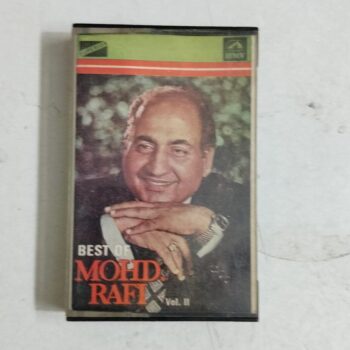 BEST OF
MOHD.
RAFI
Vol. II